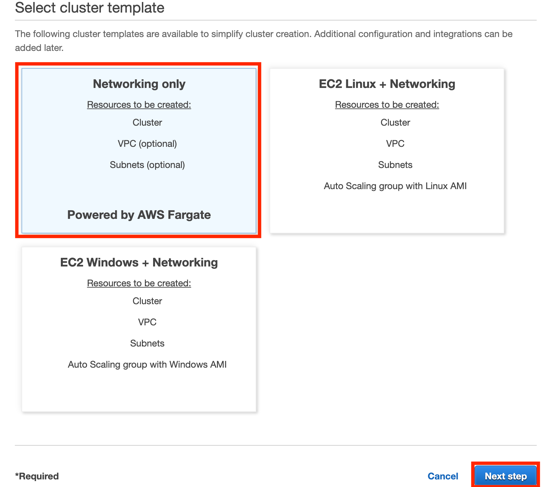 Select cluster template
The following cluster templates are available to simplify cluster creation. Additional configuration and integrations can be
added later.
Networking only
Resources to be created:
Cluster
VPC (optional)
Subnets (optional)
Powered by AWS Fargate
EC2 Linux + Networking
Resources to be created:
Cluster
VPC
Subnets
Auto Scaling group with Linux AMI
EC2 Windows + Networking
Resources to be created:
Cluster
VPC
Subnets
Auto Scaling group with Windows AMI
*Required
Cancel
Next step